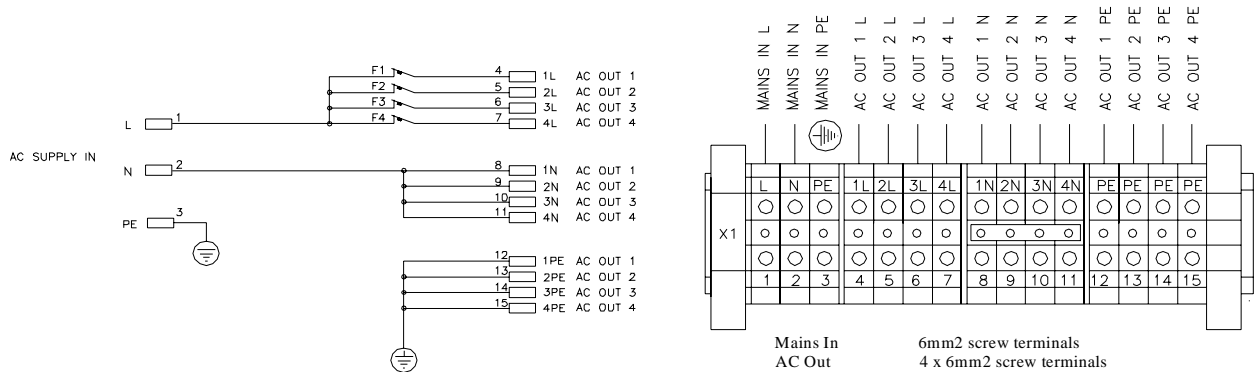 AC SUPPLY IN
L 1
F1 4 1L AC OUT 1
F2 5 2L AC OUT 2
F3 6 3L AC OUT 3
F4 7 4L AC OUT 4
N 2
8 1N AC OUT 1
9 2N AC OUT 2
10 3N AC OUT 3
11 4N AC OUT 4
PE 3
12 1PE AC OUT 1
13 2PE AC OUT 2
14 3PE AC OUT 3
15 4PE AC OUT 4
MAINS IN L
MAINS IN N
MAINS IN PE
AC OUT 1 L
AC OUT 2 L
AC OUT 3 L
AC OUT 4 L
AC OUT 1 N
AC OUT 2 N
AC OUT 3 N
AC OUT 4 N
AC OUT 1 PE
AC OUT 2 PE
AC OUT 3 PE
AC OUT 4 PE
L N PE 1L 2L 3L 4L 1N 2N 3N 4N PE PE PE PE
X1
1 2 3 4 5 6 7 8 9 10 11 12 13 14 15
Mains In 6mm2 screw terminals
AC Out 4 x 6mm2 screw terminals